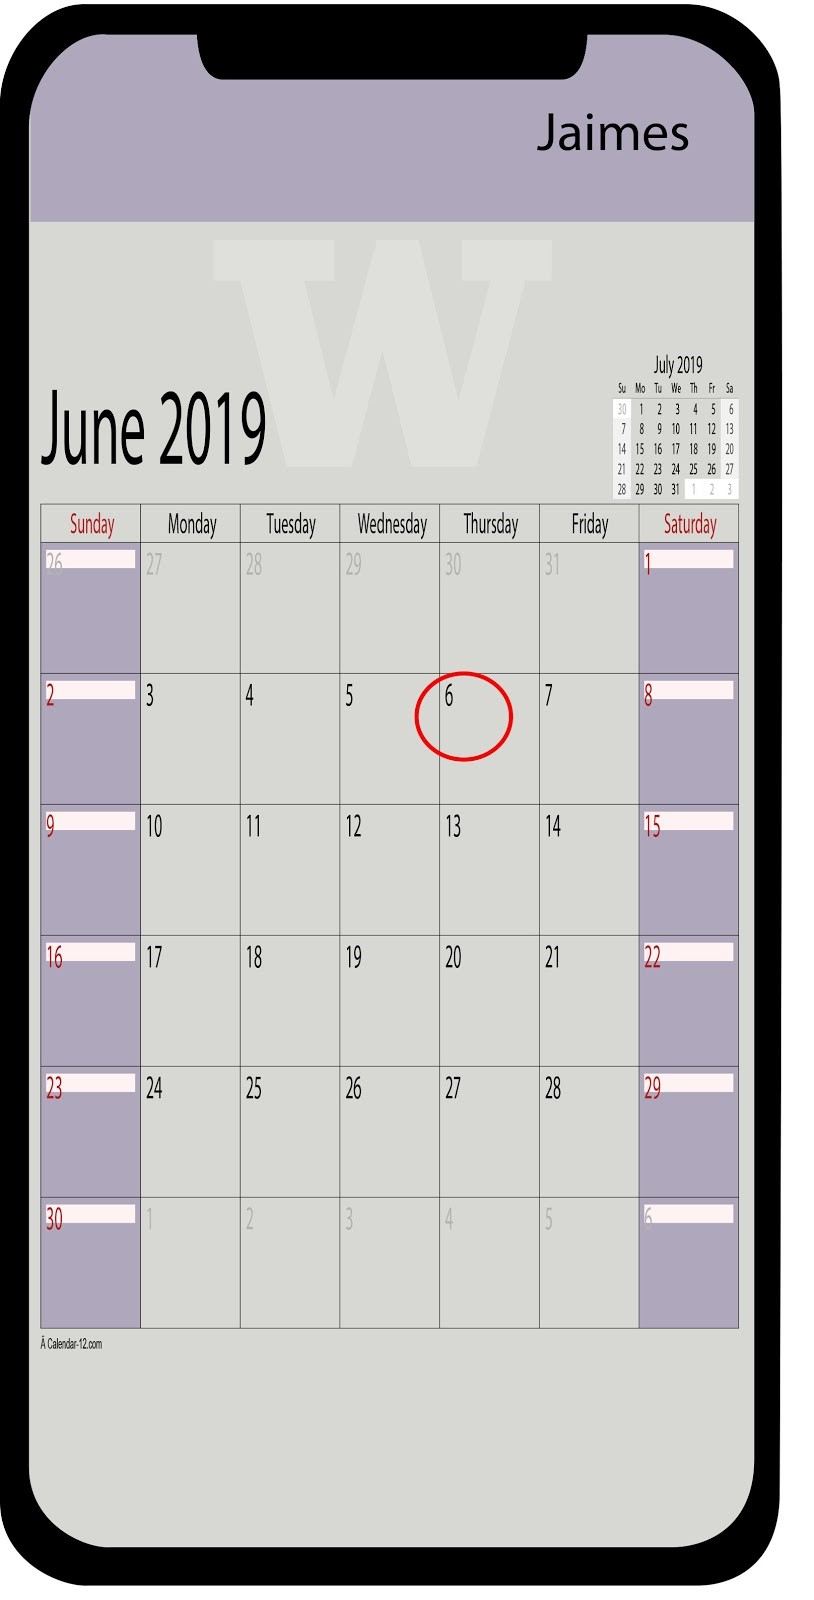 Jaimes
W
July 2019
Su Mo Tu We Th Fr Sa
30 1 2 3 4 5 6
7 8 9 10 11 12 13
14 15 16 17 18 19 20
21 22 23 24 25 26 27
28 29 30 31 1 2 3
June 2019
Sunday Monday Tuesday Wednesday Thursday Friday Saturday
26 27 28 29 30 31 1
2 3 4 5 6 7 8
9 10 11 12 13 14 15
16 17 18 19 20 21 22
23 24 25 26 27 28 29
30 1 2 3 4 5 6
Â Calendar-12.com